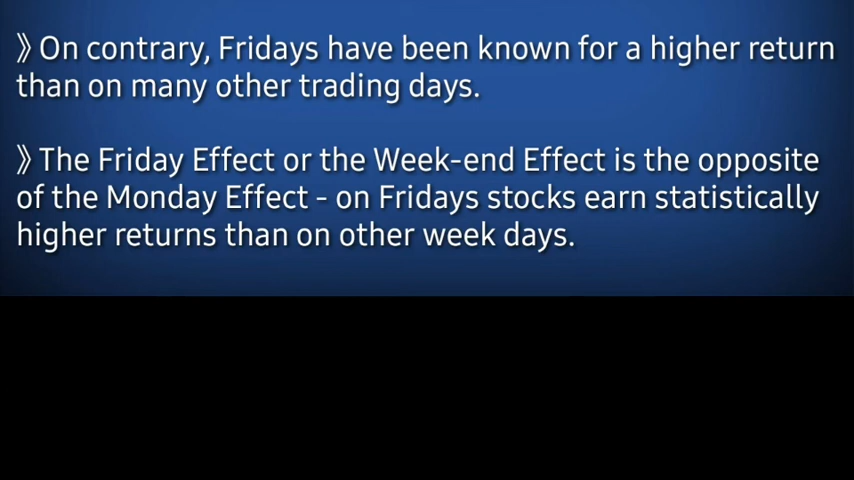 》On contrary, Fridays have been known for a higher return
than on many other trading days.
》The Friday Effect or the Week-end Effect is the opposite
of the Monday Effect - on Fridays stocks earn statistically
higher returns than on other week days.